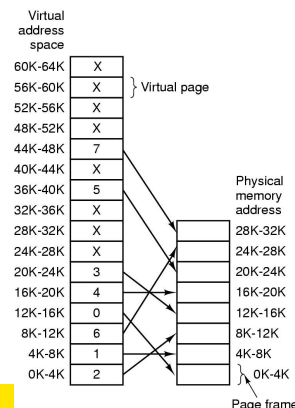 Virtual
address
space
60K-64K X
56K-60K X Virtual page
52K-56K X
48K-52K X
44K-48K 7
40K-44K X
36K-40K 5
32K-36K X
28K-32K X
24K-28K X
20K-24K 3
16K-20K 4
12K-16K 0
8K-12K 6
4K-8K 1
0K-4K 2
Physical
memory
address
28K-32K
24K-28K
20K-24K
16K-20K
12K-16K
8K-12K
4K-8K
0K-4K
Page frame